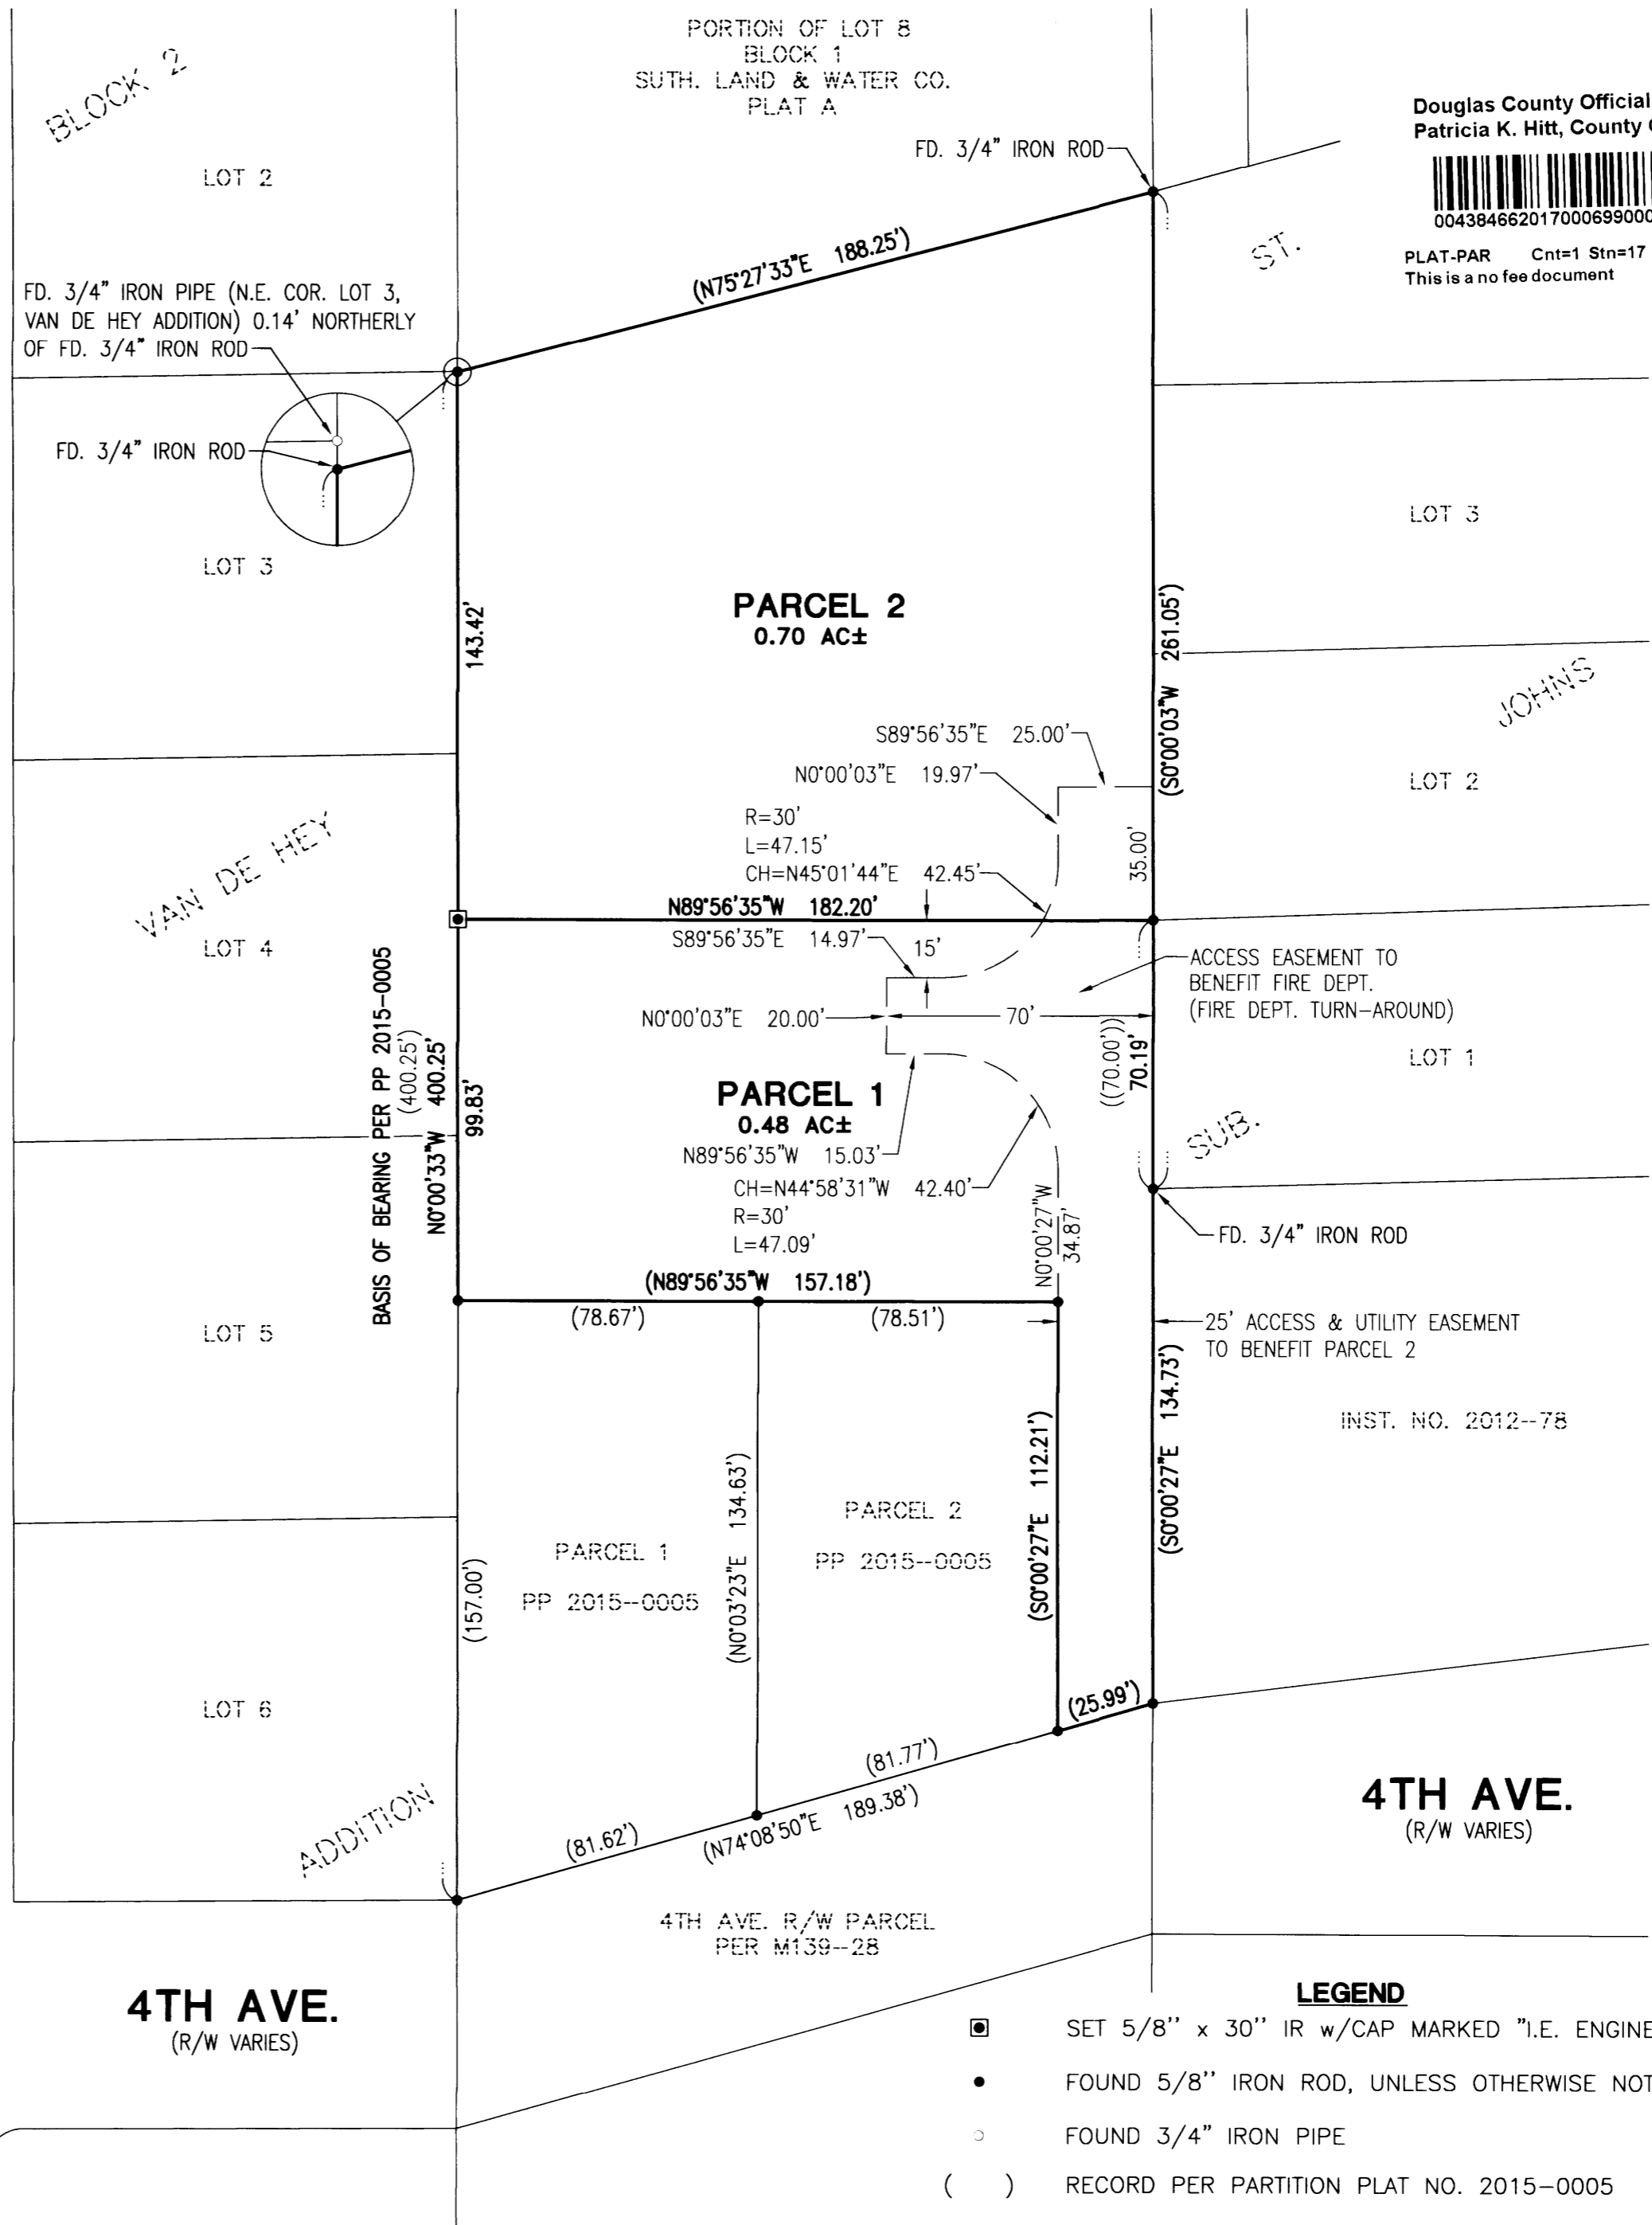 PORTION OF LOT 8
BLOCK 1
SUTH. LAND & WATER CO.
PLAT A
BLOCK 2
LOT 2
Douglas County Official
Patricia K. Hitt, County
PLAT-PAR Cnt=1 Stn=17
This is a no fee document
FD. 3/4" IRON ROD
ST.
(N75°27'33"E 188.25')
FD. 3/4" IRON PIPE (N.E. COR. LOT 3,
VAN DE HEY ADDITION) 0.14' NORTHERLY
OF FD. 3/4" IRON ROD
FD. 3/4" IRON ROD
LOT 3
LOT 3
143.42'
PARCEL 2
0.70 AC±
(S0°00'03"W 261.05')
JOHNS
S89°56'35"E 25.00'
N0°00'03"E 19.97'
LOT 2
R=30'
L=47.15'
CH=N45°01'44"E 42.45'
35.00'
VAN DE HEY
N89°56'35"W 182.20'
S89°56'35"E 14.97'
15'
LOT 4
ACCESS EASEMENT TO
BENEFIT FIRE DEPT.
(FIRE DEPT. TURN-AROUND)
N0°00'03"E 20.00'
70'
((70.00'))
70.19'
LOT 1
BASIS OF BEARING PER PP 2015-0005
(400.25')
N0°00'33"W 400.25'
99.83'
PARCEL 1
0.48 AC±
SUB.
N89°56'35"W 15.03'
CH=N44°58'31"W 42.40'
R=30'
L=47.09'
N0°00'27"W
34.87'
FD. 3/4" IRON ROD
(N89°56'35"W 157.18')
(78.67')
(78.51')
LOT 5
25' ACCESS & UTILITY EASEMENT
TO BENEFIT PARCEL 2
(S0°00'27"E 134.73')
INST. NO. 2012--78
(S0°00'27"E 112.21')
(N0°03'23"E 134.63')
PARCEL 2
PP 2015--0005
PARCEL 1
PP 2015--0005
(157.00')
LOT 6
(25.99')
(81.77')
(N74°08'50"E 189.38')
(81.62')
ADDITION
4TH AVE.
(R/W VARIES)
4TH AVE. R/W PARCEL
PER M139--28
4TH AVE.
(R/W VARIES)
LEGEND
SET 5/8'' x 30'' IR w/CAP MARKED "I.E. ENGINE
FOUND 5/8'' IRON ROD, UNLESS OTHERWISE NOT
FOUND 3/4" IRON PIPE
( ) RECORD PER PARTITION PLAT NO. 2015-0005